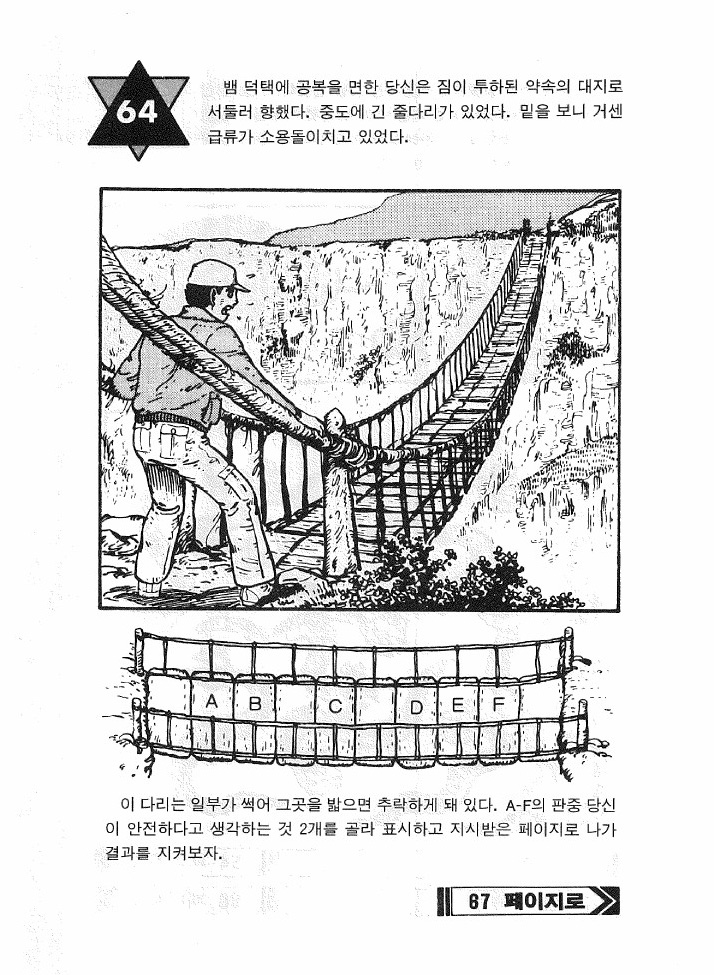 64
뱀 덕택에 공복을 면한 당신은 짐이 투하된 약속의 대지로
서둘러 향했다. 중도에 긴 줄다리가 있었다. 밑을 보니 거센
급류가 소용돌이치고 있었다.
A B C D E F
이 다리는 일부가 썩어 그곳을 밟으면 추락하게 돼 있다. A-F의 판중 당신
이 안전하다고 생각하는 것 2개를 골라 표시하고 지시받은 페이지로 나가
결과를 지켜보자.
67 페이지로